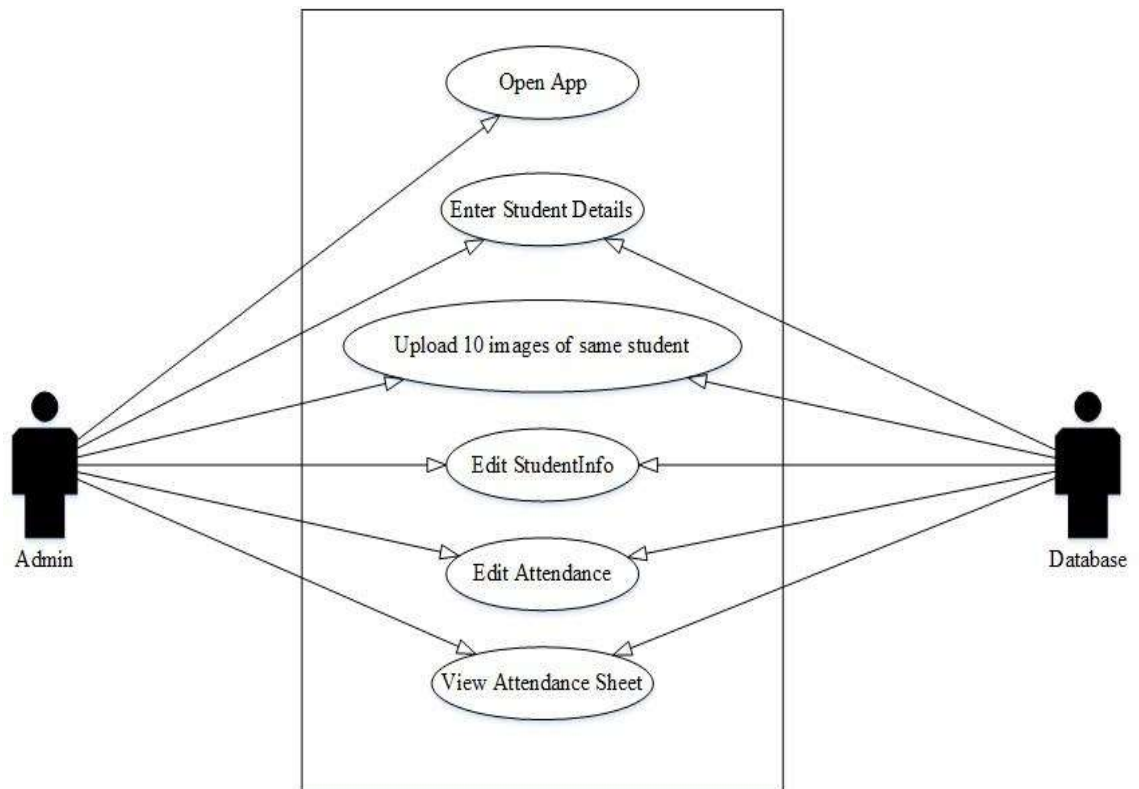 Open App
Enter Student Details
Upload 10 images of same student
Edit StudentInfo
Edit Attendance
View Attendance Sheet
Admin
Database